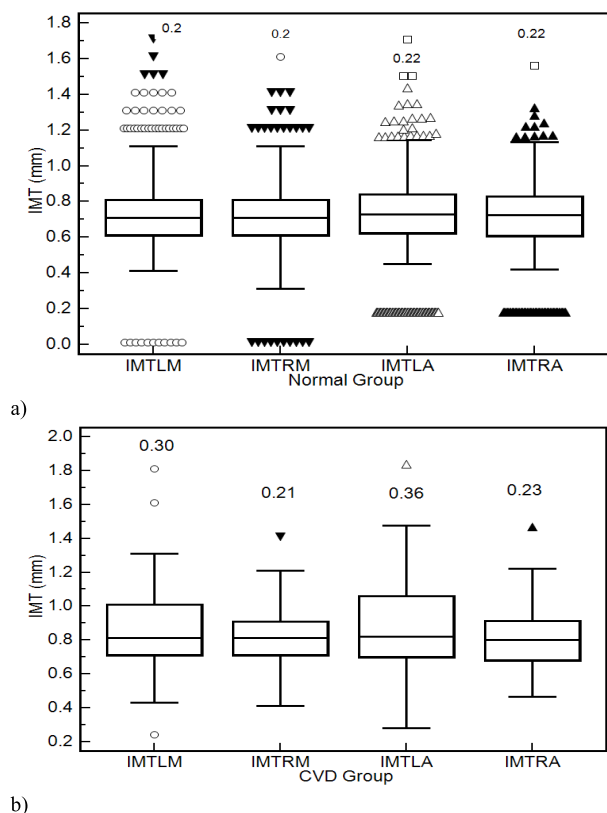 0.2 0.2 0.22 0.22
1.8
1.6
1.4
1.2
1.0
0.8
0.6
0.4
0.2
0.0
IMT (mm)
IMTLM IMTRM IMTLA IMTRA
Normal Group
a)
2.0
1.8
1.6
1.4
1.2
1.0
0.8
0.6
0.4
0.2
IMT (mm)
0.30 0.21 0.36 0.23
IMTLM IMTRM IMTLA IMTRA
CVD Group
b)